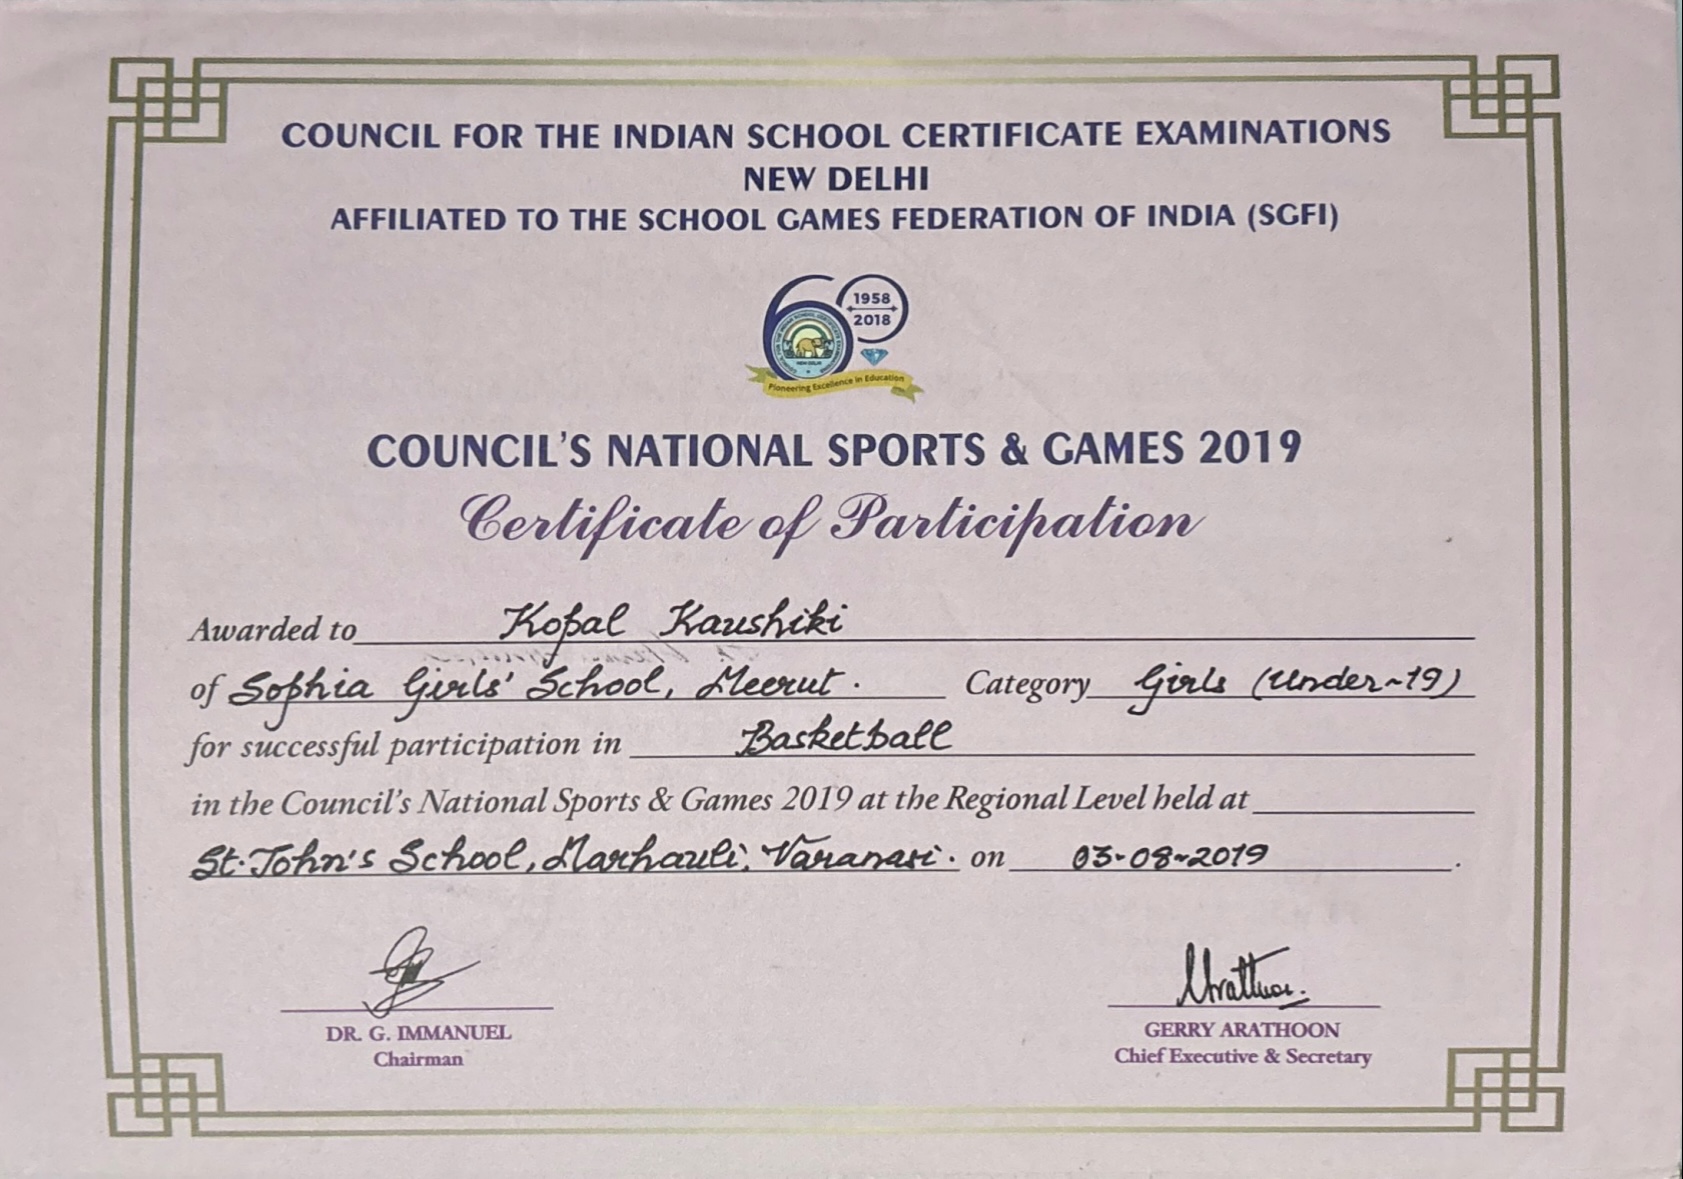 COUNCIL FOR THE INDIAN SCHOOL CERTIFICATE EXAMINATIONS
NEW DELHI
AFFILIATED TO THE SCHOOL GAMES FEDERATION OF INDIA (SGFI)
60
1958
2018
NEW DELHI
Pioneering Excellence in Education
COUNCIL'S NATIONAL SPORTS & GAMES 2019
Certificate of Participation
Awarded to Kopal Kaushiki
of Sophia Girls' School, Meerut. Category Girls (Under-19)
for successful participation in Basketball
in the Council's National Sports & Games 2019 at the Regional Level held at
St. John's School, Marhauli, Varanasi. on 03-08-2019.
DR. G. IMMANUEL
Chairman
GERRY ARATHOON
Chief Executive & Secretary